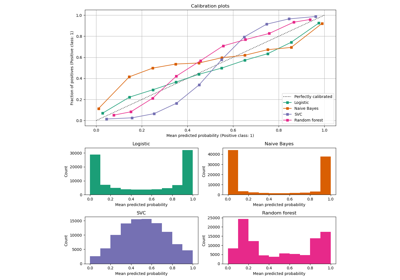 Calibration plots
Fraction of positives (Positive class: 1)
1.0
0.8
0.6
0.4
0.2
0.0
0.0 0.2 0.4 0.6 0.8 1.0
Mean predicted probability (Positive class: 1)
Perfectly calibrated
Logistic
Naive Bayes
SVC
Random forest
Logistic
Count
30000
20000
10000
0
0.0 0.2 0.4 0.6 0.8 1.0
Mean predicted probability
Naive Bayes
Count
40000
30000
20000
10000
0
0.0 0.2 0.4 0.6 0.8 1.0
Mean predicted probability
SVC
Count
15000
10000
5000
0
0.0 0.2 0.4 0.6 0.8 1.0
Mean predicted probability
Random forest
Count
25000
20000
15000
10000
5000
0
0.0 0.2 0.4 0.6 0.8 1.0
Mean predicted probability